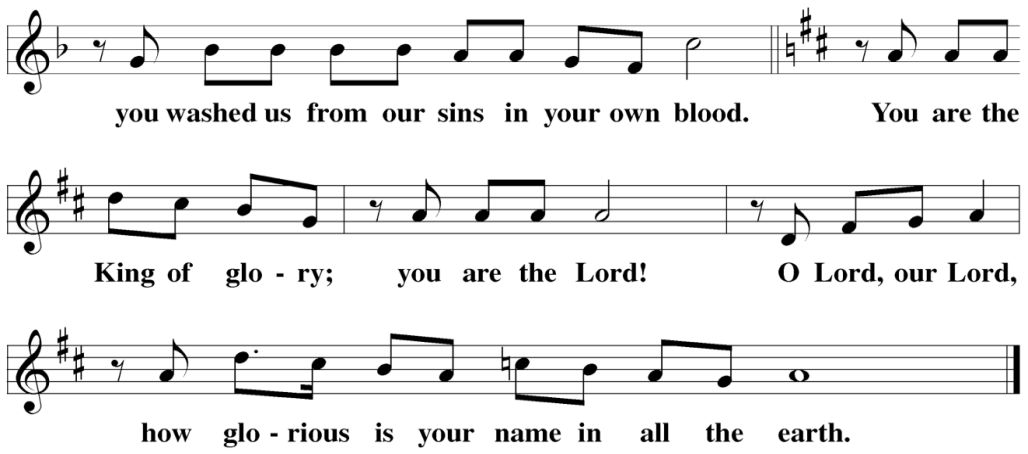 you washed us from our sins in your own blood. You are the
King of glo - ry; you are the Lord! O Lord, our Lord,
how glo - rious is your name in all the earth.